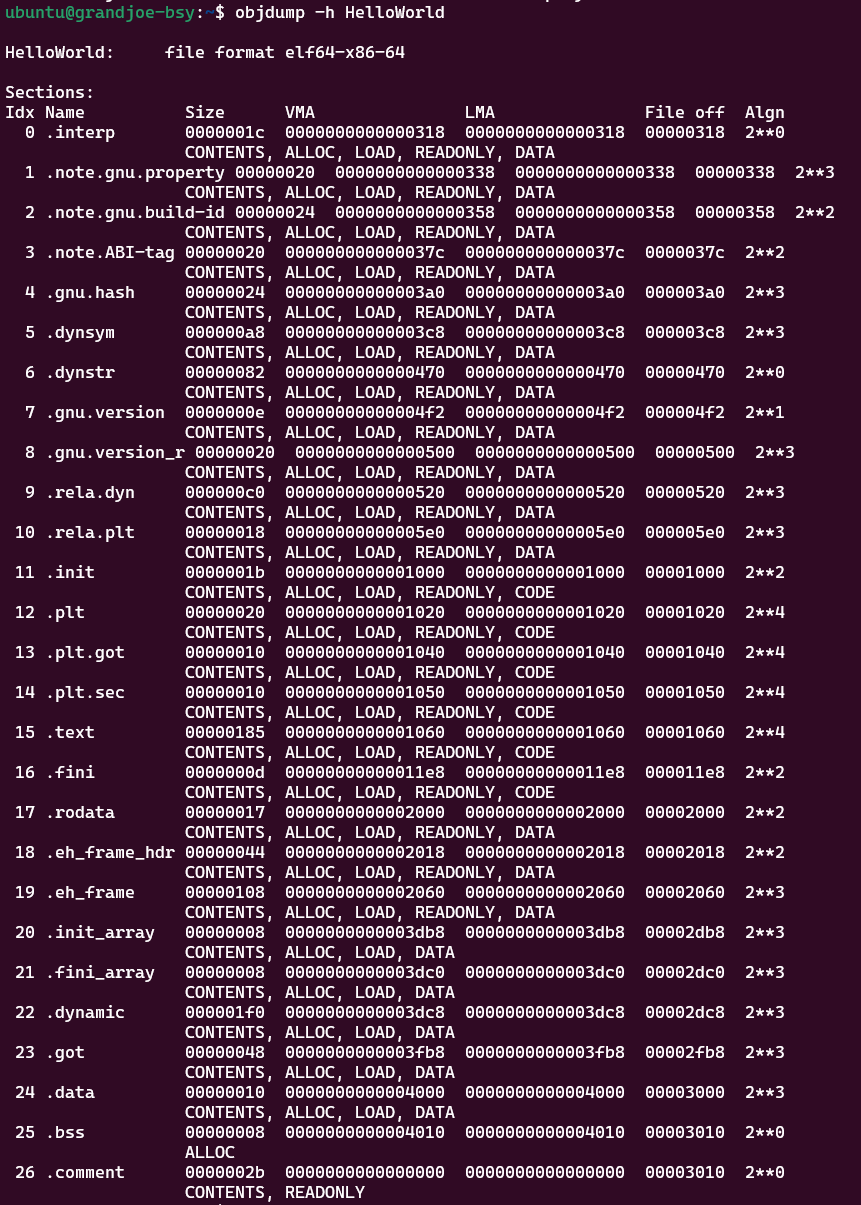 ubuntu@grandjoe-bsy:~$ objdump -h HelloWorld
HelloWorld:     file format elf64-x86-64
Sections:
Idx Name          Size      VMA               LMA               File off  Algn
  0 .interp       0000001c  0000000000000318  0000000000000318  00000318  2**0
                  CONTENTS, ALLOC, LOAD, READONLY, DATA
  1 .note.gnu.property 00000020  0000000000000338  0000000000000338  00000338  2**3
                  CONTENTS, ALLOC, LOAD, READONLY, DATA
  2 .note.gnu.build-id 00000024  0000000000000358  0000000000000358  00000358  2**2
                  CONTENTS, ALLOC, LOAD, READONLY, DATA
  3 .note.ABI-tag 00000020  000000000000037c  000000000000037c  0000037c  2**2
                  CONTENTS, ALLOC, LOAD, READONLY, DATA
  4 .gnu.hash     00000024  00000000000003a0  00000000000003a0  000003a0  2**3
                  CONTENTS, ALLOC, LOAD, READONLY, DATA
  5 .dynsym       000000a8  00000000000003c8  00000000000003c8  000003c8  2**3
                  CONTENTS, ALLOC, LOAD, READONLY, DATA
  6 .dynstr       00000082  0000000000000470  0000000000000470  00000470  2**0
                  CONTENTS, ALLOC, LOAD, READONLY, DATA
  7 .gnu.version  0000000e  00000000000004f2  00000000000004f2  000004f2  2**1
                  CONTENTS, ALLOC, LOAD, READONLY, DATA
  8 .gnu.version_r 00000020  0000000000000500  0000000000000500  00000500  2**3
                  CONTENTS, ALLOC, LOAD, READONLY, DATA
  9 .rela.dyn     000000c0  0000000000000520  0000000000000520  00000520  2**3
                  CONTENTS, ALLOC, LOAD, READONLY, DATA
 10 .rela.plt     00000018  00000000000005e0  00000000000005e0  000005e0  2**3
                  CONTENTS, ALLOC, LOAD, READONLY, DATA
 11 .init         0000001b  0000000000001000  0000000000001000  00001000  2**2
                  CONTENTS, ALLOC, LOAD, READONLY, CODE
 12 .plt          00000020  0000000000001020  0000000000001020  00001020  2**4
                  CONTENTS, ALLOC, LOAD, READONLY, CODE
 13 .plt.got      00000010  0000000000001040  0000000000001040  00001040  2**4
                  CONTENTS, ALLOC, LOAD, READONLY, CODE
 14 .plt.sec      00000010  0000000000001050  0000000000001050  00001050  2**4
                  CONTENTS, ALLOC, LOAD, READONLY, CODE
 15 .text         00000185  0000000000001060  0000000000001060  00001060  2**4
                  CONTENTS, ALLOC, LOAD, READONLY, CODE
 16 .fini         0000000d  00000000000011e8  00000000000011e8  000011e8  2**2
                  CONTENTS, ALLOC, LOAD, READONLY, CODE
 17 .rodata       00000017  0000000000002000  0000000000002000  00002000  2**2
                  CONTENTS, ALLOC, LOAD, READONLY, DATA
 18 .eh_frame_hdr 00000044  0000000000002018  0000000000002018  00002018  2**2
                  CONTENTS, ALLOC, LOAD, READONLY, DATA
 19 .eh_frame     00000108  0000000000002060  0000000000002060  00002060  2**3
                  CONTENTS, ALLOC, LOAD, READONLY, DATA
 20 .init_array   00000008  0000000000003db8  0000000000003db8  00002db8  2**3
                  CONTENTS, ALLOC, LOAD, DATA
 21 .fini_array   00000008  0000000000003dc0  0000000000003dc0  00002dc0  2**3
                  CONTENTS, ALLOC, LOAD, DATA
 22 .dynamic      000001f0  0000000000003dc8  0000000000003dc8  00002dc8  2**3
                  CONTENTS, ALLOC, LOAD, DATA
 23 .got          00000048  0000000000003fb8  0000000000003fb8  00002fb8  2**3
                  CONTENTS, ALLOC, LOAD, DATA
 24 .data         00000010  0000000000004000  0000000000004000  00003000  2**3
                  CONTENTS, ALLOC, LOAD, DATA
 25 .bss          00000008  0000000000004010  0000000000004010  00003010  2**0
                  ALLOC
 26 .comment      0000002b  0000000000000000  0000000000000000  00003010  2**0
                  CONTENTS, READONLY